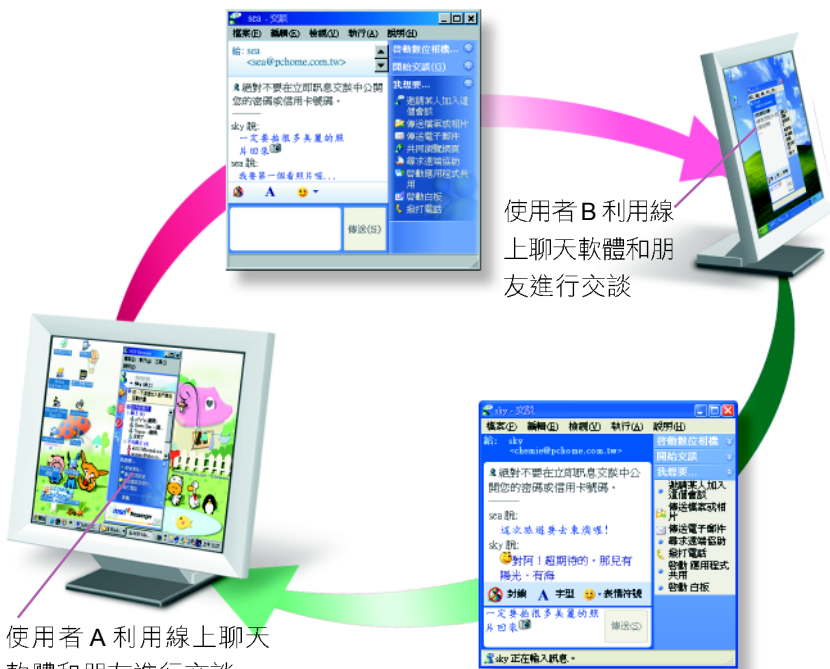 sea - 交談
檔案(F) 編輯(E) 檢視(V) 執行(A) 說明(H)
給: sea
<sea@pchome.com.tw>
絕對不要在立即訊息交談中公開
您的密碼或信用卡號碼。
sky 說:
一定要拍很多美麗的照
片回來
sea 說:
我要第一個看照片喔...
A
傳送(S)
啟動數位相機...
開始交談(G)
我想要...
邀請某人加入這
個會談
傳送檔案或相片
傳送電子郵件
共同瀏覽網頁
尋求遠端協助
啟動應用程式共
用
啟動白板
撥打電話
使用者 B 利用線
上聊天軟體和朋
友進行交談
sky - 交談
檔案(F) 編輯(E) 檢視(V) 執行(A) 說明(H)
給: sky
<chemie@pchome.com.tw>
絕對不要在立即訊息交談中公
開您的密碼或信用卡號碼。
sea 說:
這次旅遊要去東澳喔!
sky 說:
對阿！超期待的，那兒有
陽光、有海
封鎖 A 字型 表情符號
一定要拍很多美麗的照
片回來
傳送(S)
sky 正在輸入訊息。
啟動數位相機
開始交談
我想要...
邀請某人加入
這個會談
傳送檔案或相
片
傳送電子郵件
尋求遠端協助
撥打電話
啟動 應用程式
共用
啟動 白板
msn Messenger
使用者 A 利用線上聊天
軟體和朋友進行交談